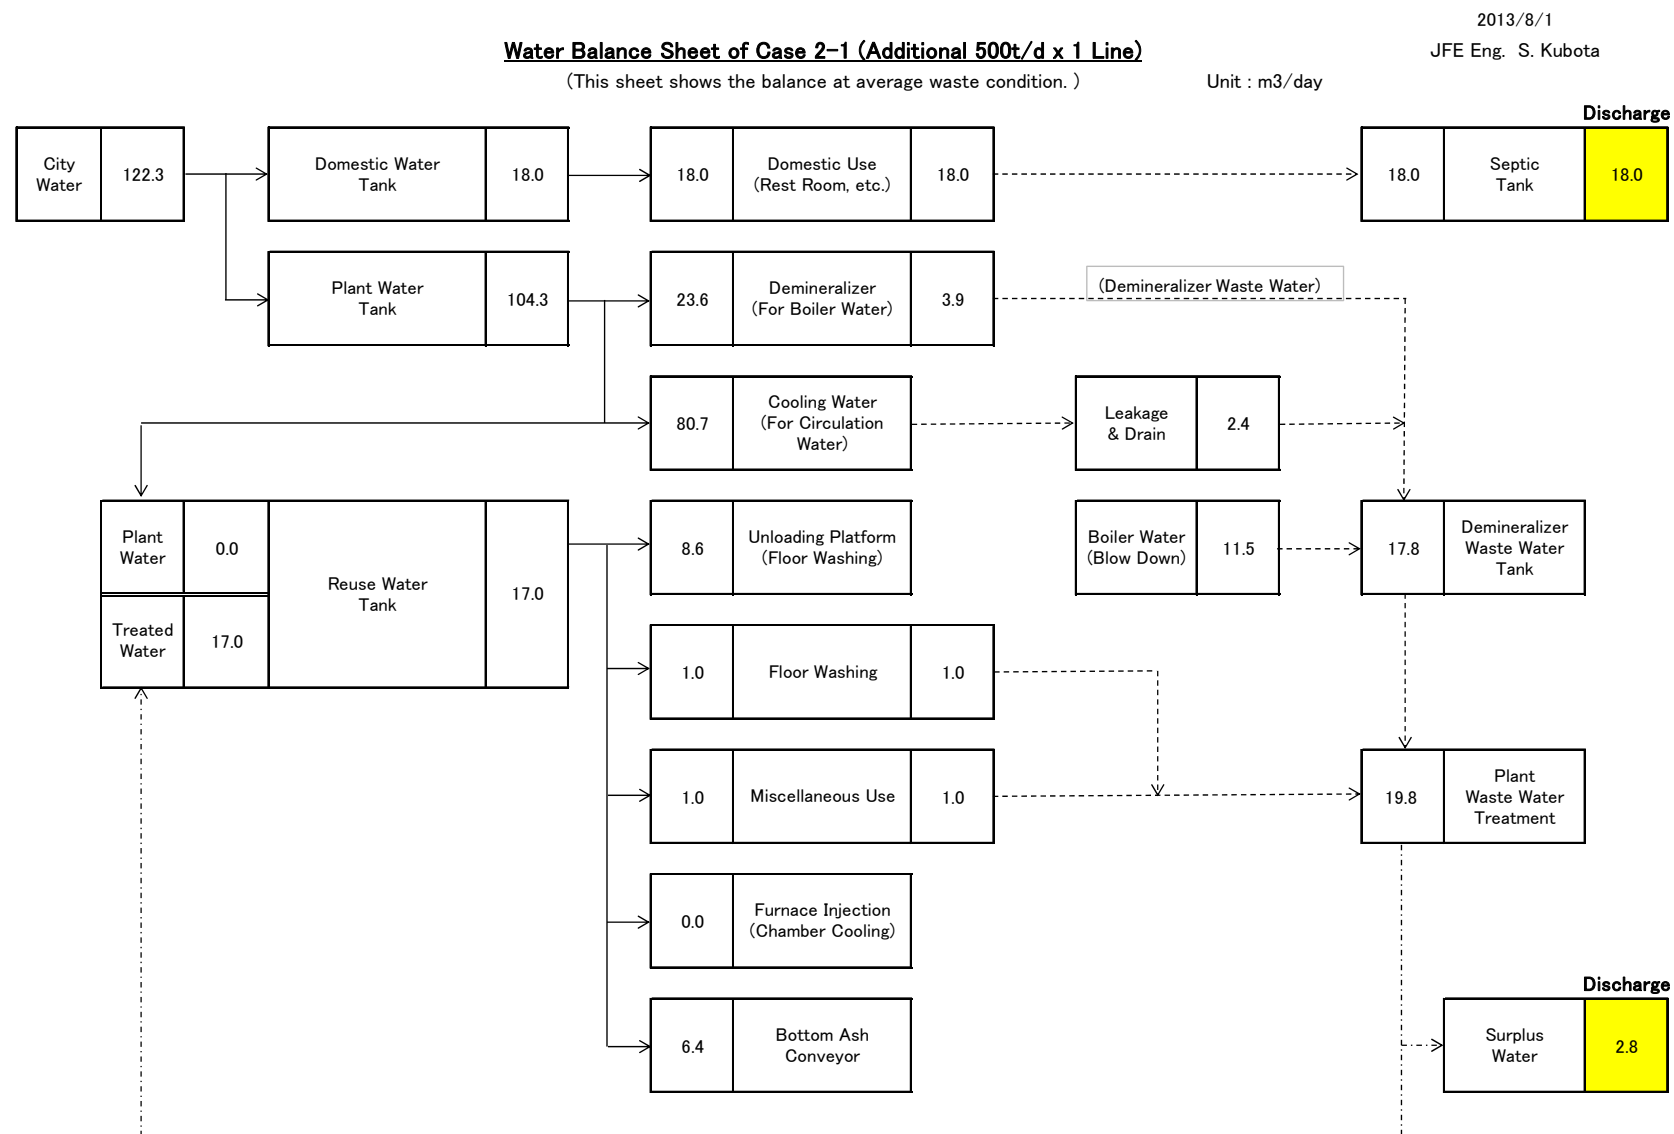 2013/8/1
Water Balance Sheet of Case 2-1 (Additional 500t/d x 1 Line)
JFE Eng. S. Kubota
(This sheet shows the balance at average waste condition. )
Unit : m3/day
Discharge
City
Water
122.3
Domestic Water
Tank
18.0
18.0
Domestic Use
(Rest Room, etc.)
18.0
18.0
Septic
Tank
18.0
Plant Water
Tank
104.3
23.6
Demineralizer
(For Boiler Water)
3.9
(Demineralizer Waste Water)
80.7
Cooling Water
(For Circulation
Water)
Leakage
& Drain
2.4
Plant
Water
0.0
Treated
Water
17.0
Reuse Water
Tank
17.0
8.6
Unloading Platform
(Floor Washing)
Boiler Water
(Blow Down)
11.5
17.8
Demineralizer
Waste Water
Tank
1.0
Floor Washing
1.0
1.0
Miscellaneous Use
1.0
19.8
Plant
Waste Water
Treatment
0.0
Furnace Injection
(Chamber Cooling)
Discharge
6.4
Bottom Ash
Conveyor
Surplus
Water
2.8